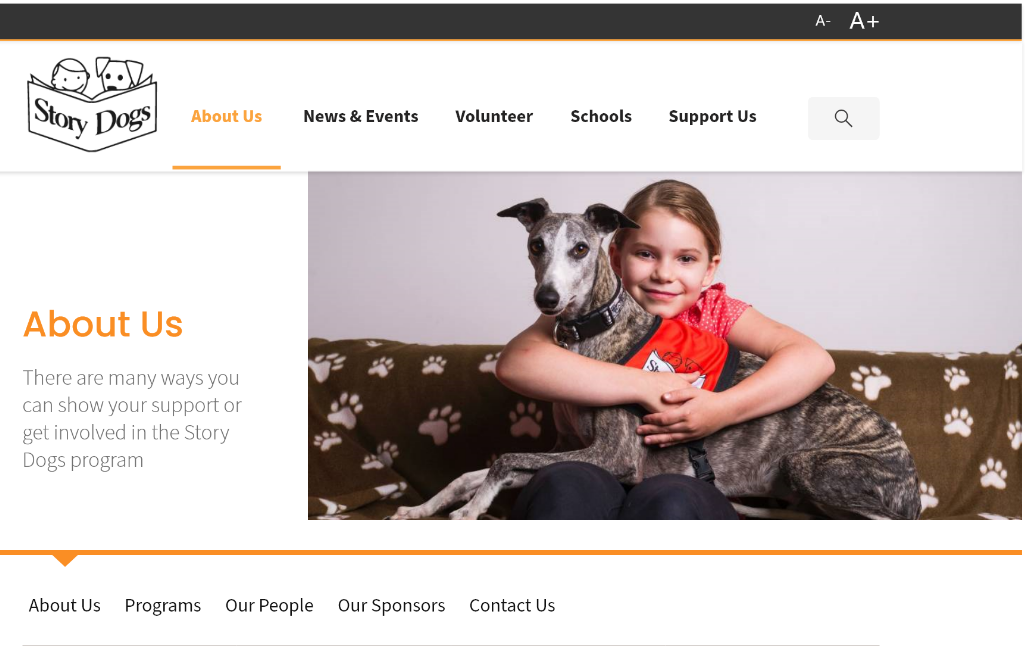 A- A+
Story Dogs
About Us News & Events Volunteer Schools Support Us
About Us
There are many ways you
can show your support or
get involved in the Story
Dogs program
About Us Programs Our People Our Sponsors Contact Us